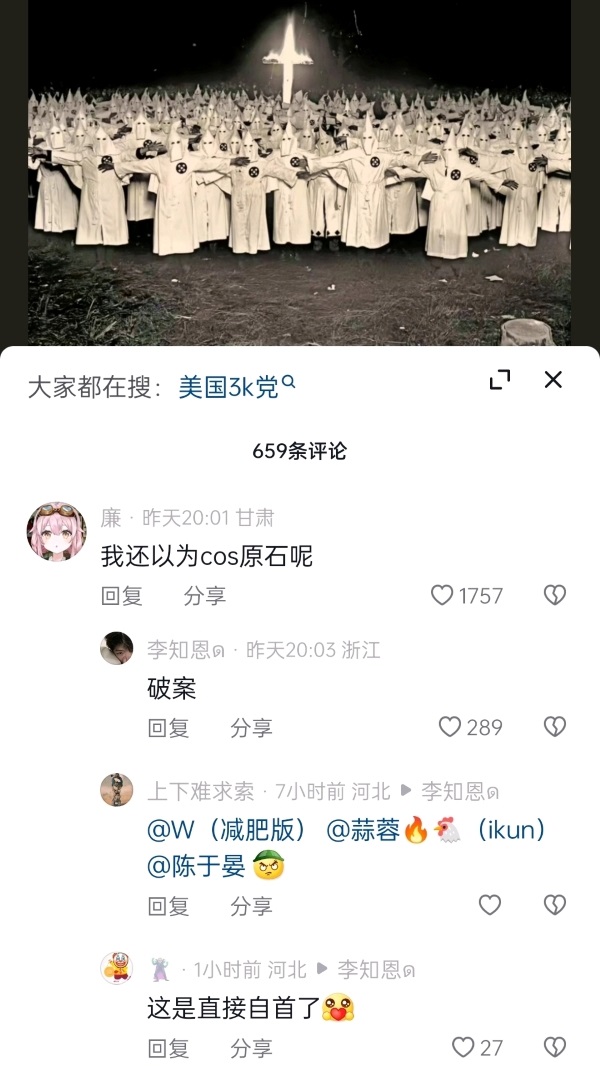 大家都在搜：美国3k党
659条评论
廉 · 昨天20:01 甘肃
我还以为cos原石呢
回复 分享 1757
李知恩ด · 昨天20:03 浙江
破案
回复 分享 289
上下难求索 · 7小时前 河北 ▶ 李知恩ด
@W（减肥版） @蒜蓉🔥🐔（ikun）
@陈于晏
回复 分享
· 1小时前 河北 ▶ 李知恩ด
这是直接自首了🥰
回复 分享 27